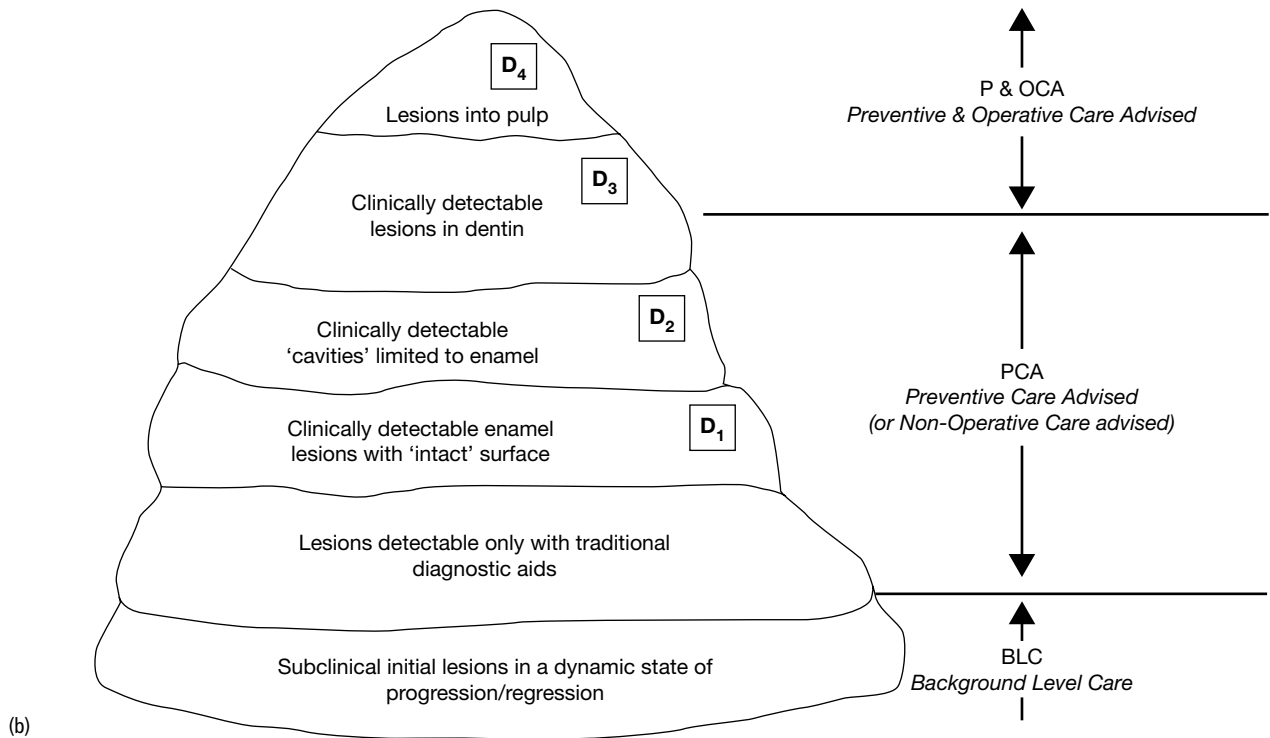 D4
Lesions into pulp
D3
Clinically detectable
lesions in dentin
D2
Clinically detectable
‘cavities’ limited to enamel
D1
Clinically detectable enamel
lesions with ‘intact’ surface
Lesions detectable only with traditional
diagnostic aids
Subclinical initial lesions in a dynamic state of
progression/regression
P & OCA
Preventive & Operative Care Advised
PCA
Preventive Care Advised
(or Non-Operative Care advised)
BLC
Background Level Care
(b)